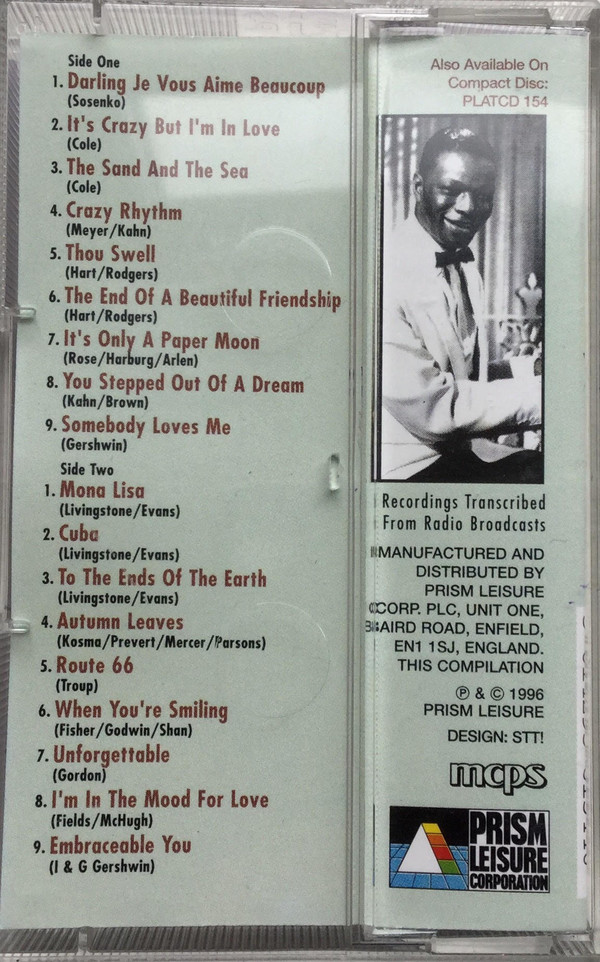 Side One
1. Darling Je Vous Aime Beaucoup
(Sosenko)
2. It's Crazy But I'm In Love
(Cole)
3. The Sand And The Sea
(Cole)
4. Crazy Rhythm
(Meyer/Kahn)
5. Thou Swell
(Hart/Rodgers)
6. The End Of A Beautiful Friendship
(Hart/Rodgers)
7. It's Only A Paper Moon
(Rose/Harburg/Arlen)
8. You Stepped Out Of A Dream
(Kahn/Brown)
9. Somebody Loves Me
(Gershwin)
Side Two
1. Mona Lisa
(Livingstone/Evans)
2. Cuba
(Livingstone/Evans)
3. To The Ends Of The Earth
(Livingstone/Evans)
4. Autumn Leaves
(Kosma/Prevert/Mercer/Parsons)
5. Route 66
(Troup)
6. When You're Smiling
(Fisher/Godwin/Shan)
7. Unforgettable
(Gordon)
8. I'm In The Mood For Love
(Fields/McHugh)
9. Embraceable You
(I & G Gershwin)
Also Available On
Compact Disc:
PLATCD 154
Recordings Transcribed
From Radio Broadcasts
MANUFACTURED AND
DISTRIBUTED BY
PRISM LEISURE
CORP. PLC, UNIT ONE,
BAIRD ROAD, ENFIELD,
EN1 1SJ, ENGLAND.
THIS COMPILATION
℗ & © 1996
PRISM LEISURE
DESIGN: STT!
mcps
PRISM
LEISURE
CORPORATION